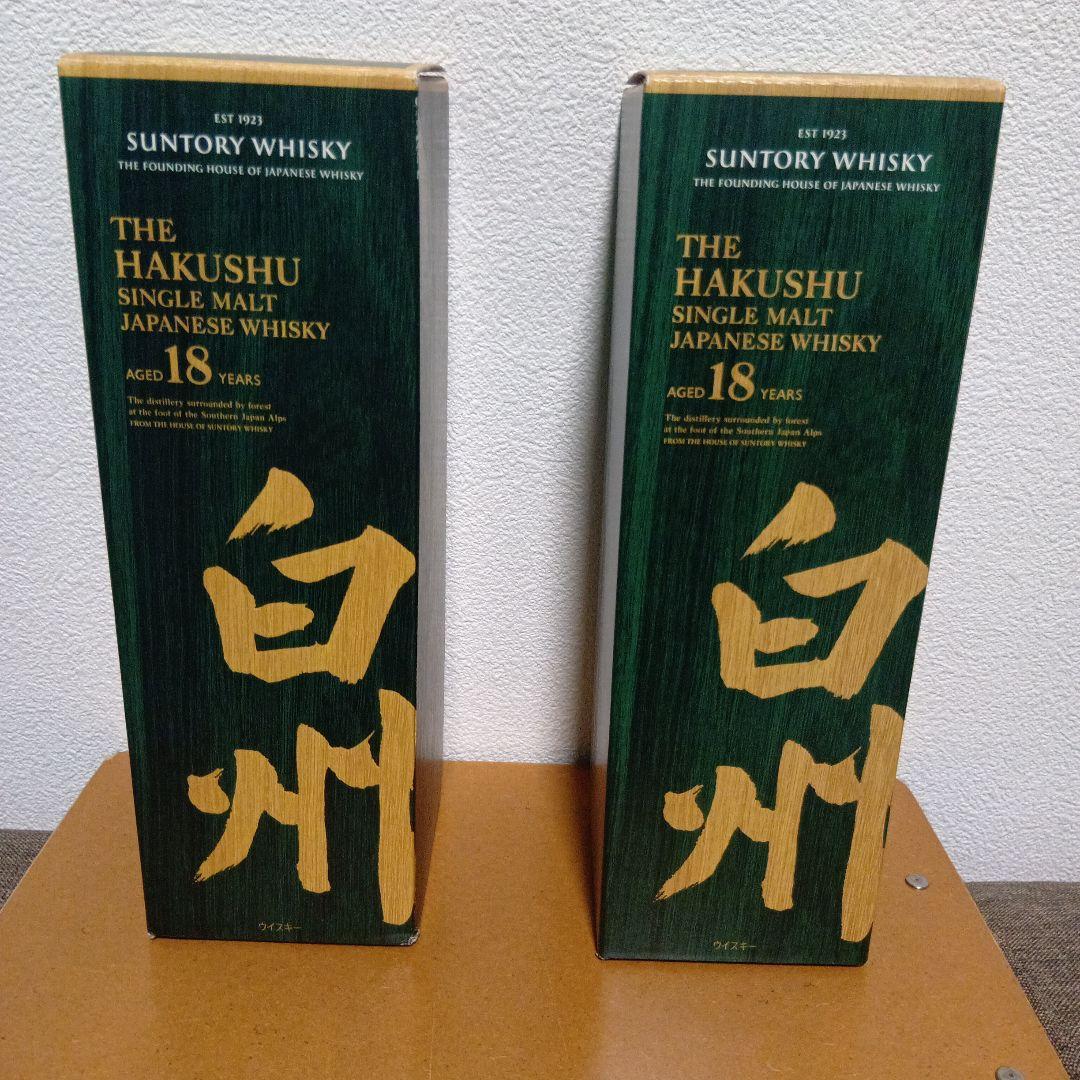 EST 1923
SUNTORY WHISKY
THE FOUNDING HOUSE OF JAPANESE WHISKY
THE
HAKUSHU
SINGLE MALT
JAPANESE WHISKY
AGED 18 YEARS
The distillery surrounded by forest
at the foot of the Southern Japan Alps
FROM THE HOUSE OF SUNTORY WHISKY
白州
ウイスキー
EST 1923
SUNTORY WHISKY
THE FOUNDING HOUSE OF JAPANESE WHISKY
THE
HAKUSHU
SINGLE MALT
JAPANESE WHISKY
AGED 18 YEARS
The distillery surrounded by forest
at the foot of the Southern Japan Alps
FROM THE HOUSE OF SUNTORY WHISKY
白州
ウイスキー